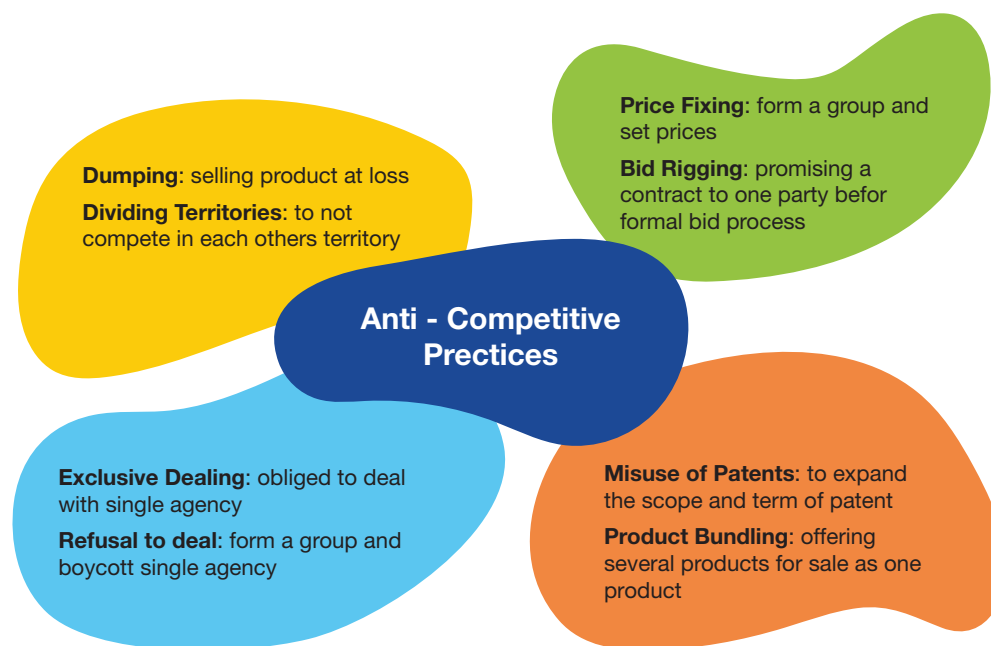 Dumping: selling product at loss
Dividing Territories: to not
compete in each others territory
Price Fixing: form a group and
set prices
Bid Rigging: promising a
contract to one party befor
formal bid process
Anti - Competitive
Prectices
Exclusive Dealing: obliged to deal
with single agency
Refusal to deal: form a group and
boycott single agency
Misuse of Patents: to expand
the scope and term of patent
Product Bundling: offering
several products for sale as one
product